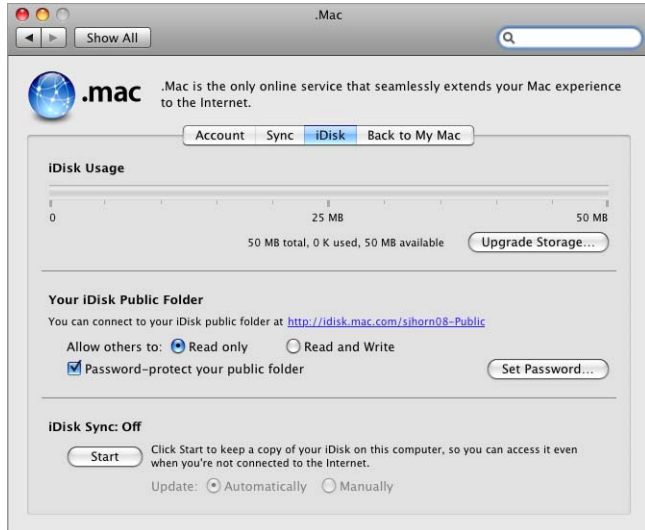 .Mac
Show All
.mac
.Mac is the only online service that seamlessly extends your Mac experience
to the Internet.
Account Sync iDisk Back to My Mac
iDisk Usage
0 25 MB 50 MB
50 MB total, 0 K used, 50 MB available Upgrade Storage...
Your iDisk Public Folder
You can connect to your iDisk public folder at http://idisk.mac.com/sjhorn08-Public
Allow others to: Read only Read and Write
Password-protect your public folder Set Password...
iDisk Sync: Off
Start
Click Start to keep a copy of your iDisk on this computer, so you can access it even
when you're not connected to the Internet.
Update: Automatically Manually